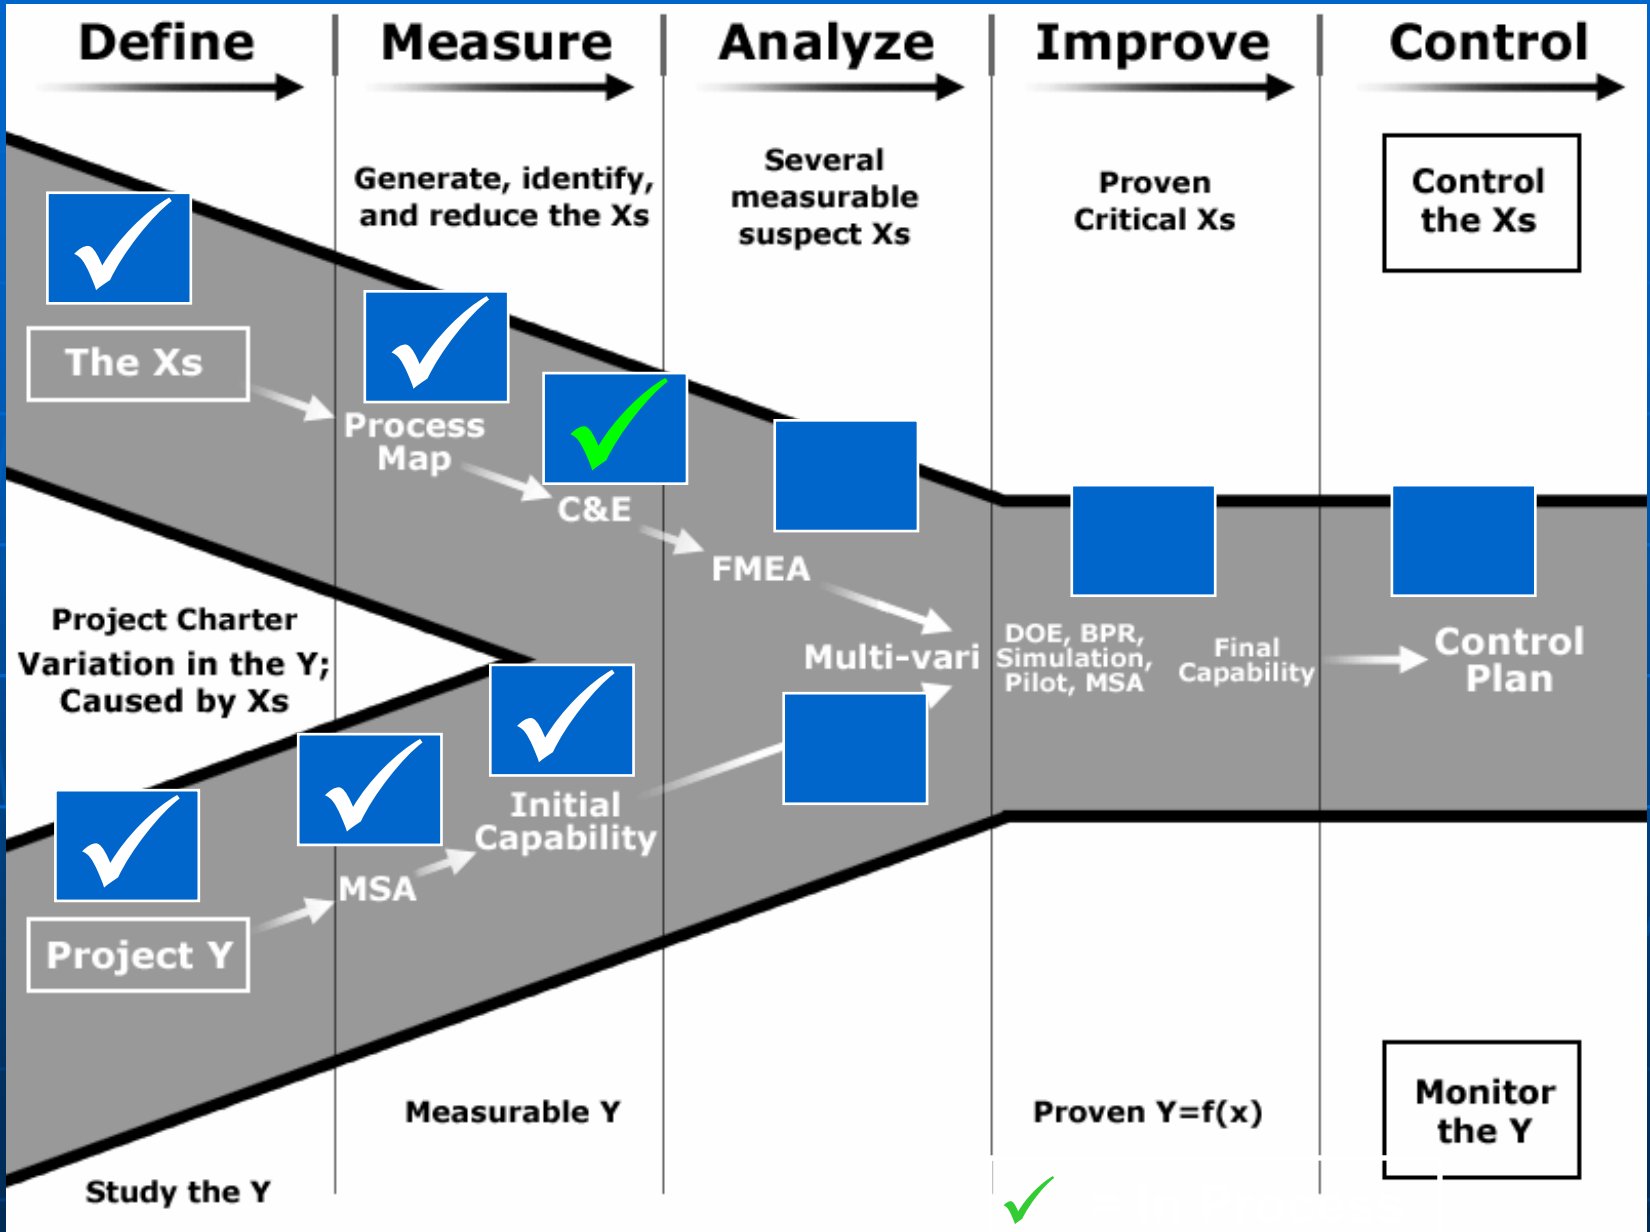 Define
Measure
Analyze
Improve
Control
Generate, identify,
and reduce the Xs
Several
measurable
suspect Xs
Proven
Critical Xs
Control
the Xs
The Xs
Process
Map
C&E
FMEA
Multi-vari
Project Charter
Variation in the Y;
Caused by Xs
DOE, BPR,
Simulation,
Pilot, MSA
Final
Capability
Control
Plan
Initial
Capability
MSA
Project Y
Measurable Y
Proven Y=f(x)
Monitor
the Y
Study the Y